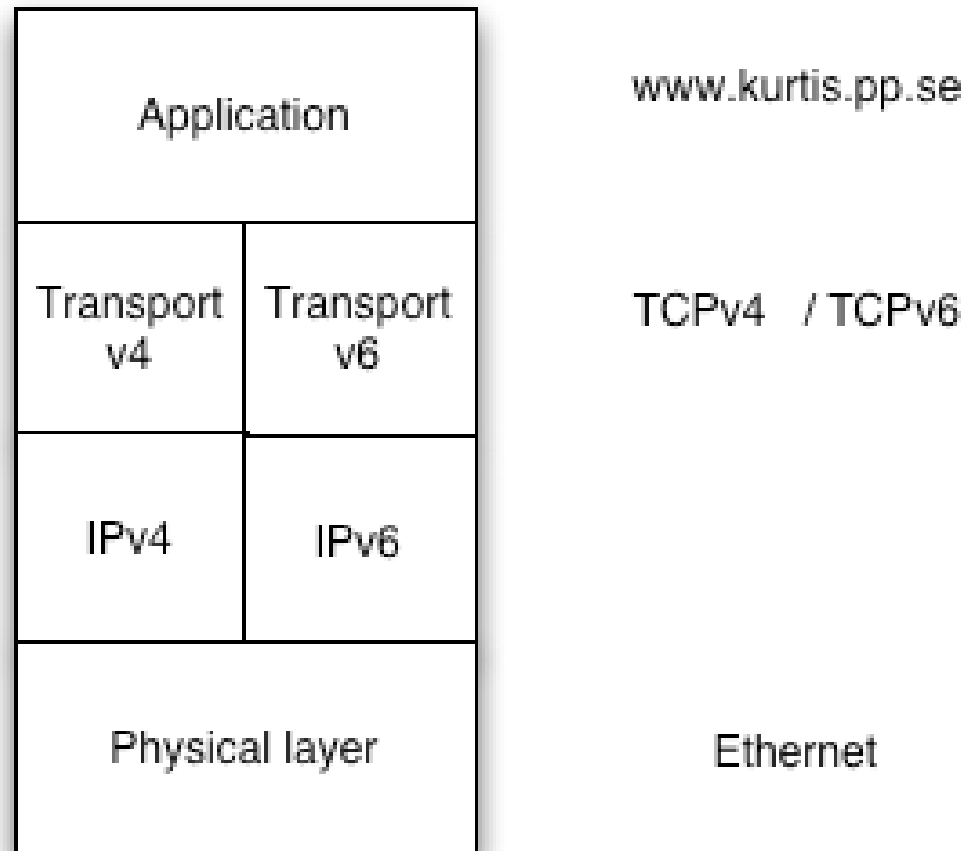 Application
www.kurtis.pp.se
Transport
v4
Transport
v6
TCPv4 / TCPv6
IPv4
IPv6
Physical layer
Ethernet